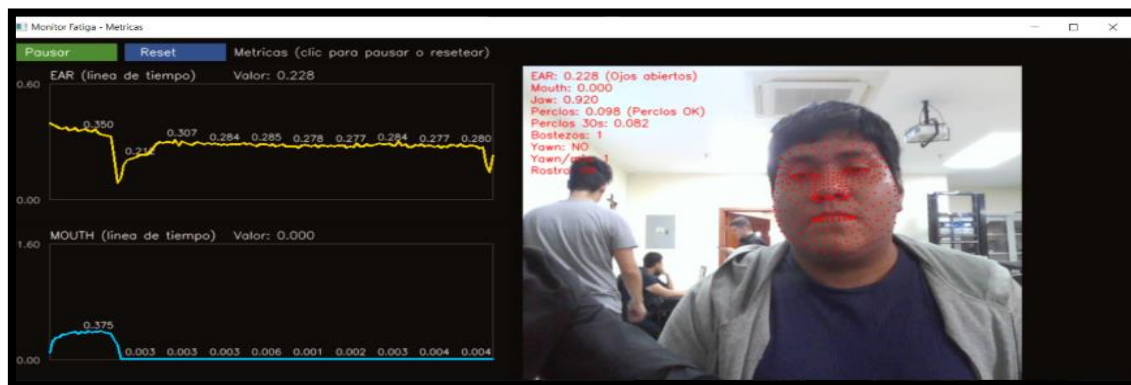 Monitor Fatiga - Metricas
Pausar Reset Metricas (clic para pausar o resetear)
EAR (linea de tiempo) Valor: 0.228
0.60
0.350 0.212 0.307 0.284 0.285 0.278 0.277 0.284 0.277 0.280
0.00
MOUTH (linea de tiempo) Valor: 0.000
1.60
0.375
0.003 0.003 0.003 0.006 0.001 0.002 0.003 0.004 0.004
0.00
EAR: 0.228 (Ojos abiertos)
Mouth: 0.000
Jaw: 0.920
Perclos: 0.098 (Perclos OK)
Perclos 30s: 0.082
Bostezos: 1
Yawn: NO
1